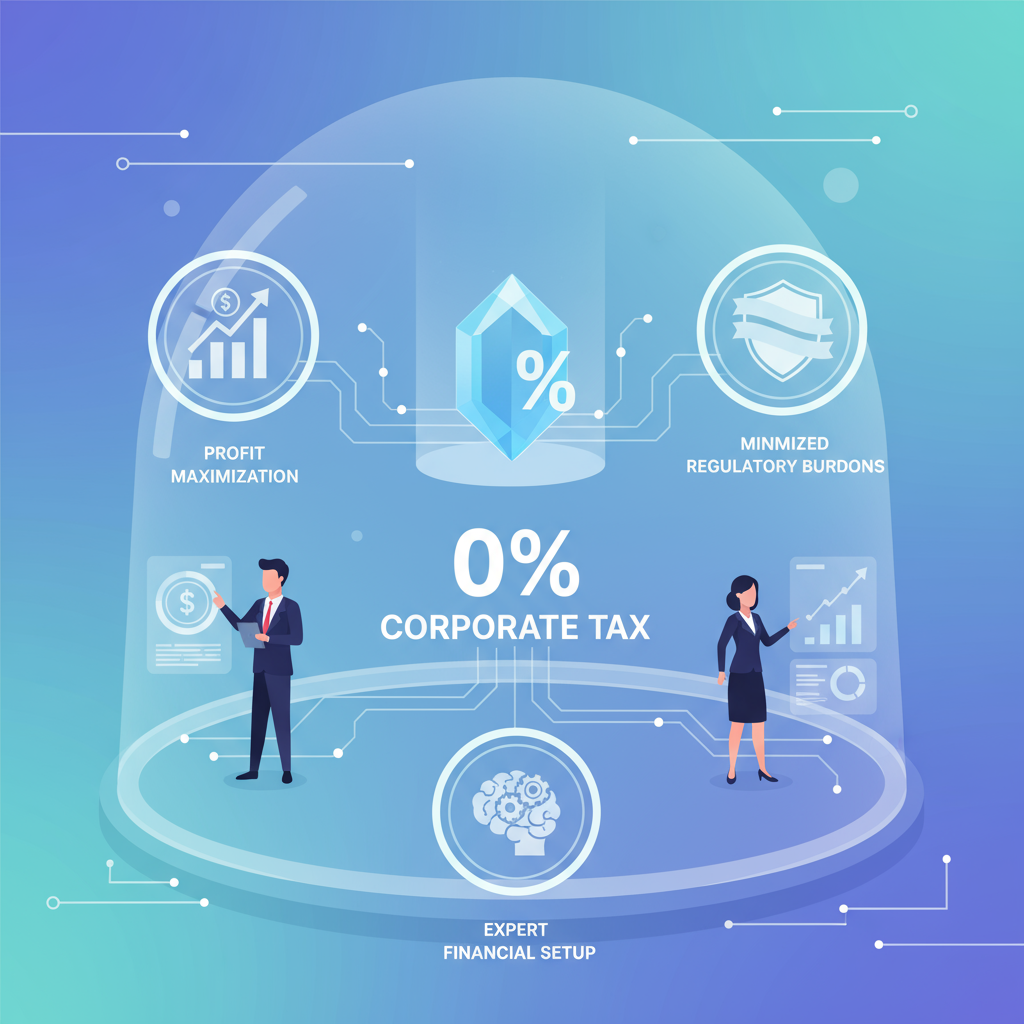 $
%
PROFIT
MAXIMIZATION
MINMIZED
REGULATORY BURDONS
0%
CORPORATE TAX
$
EXPERT
FINANCIAL SETUP